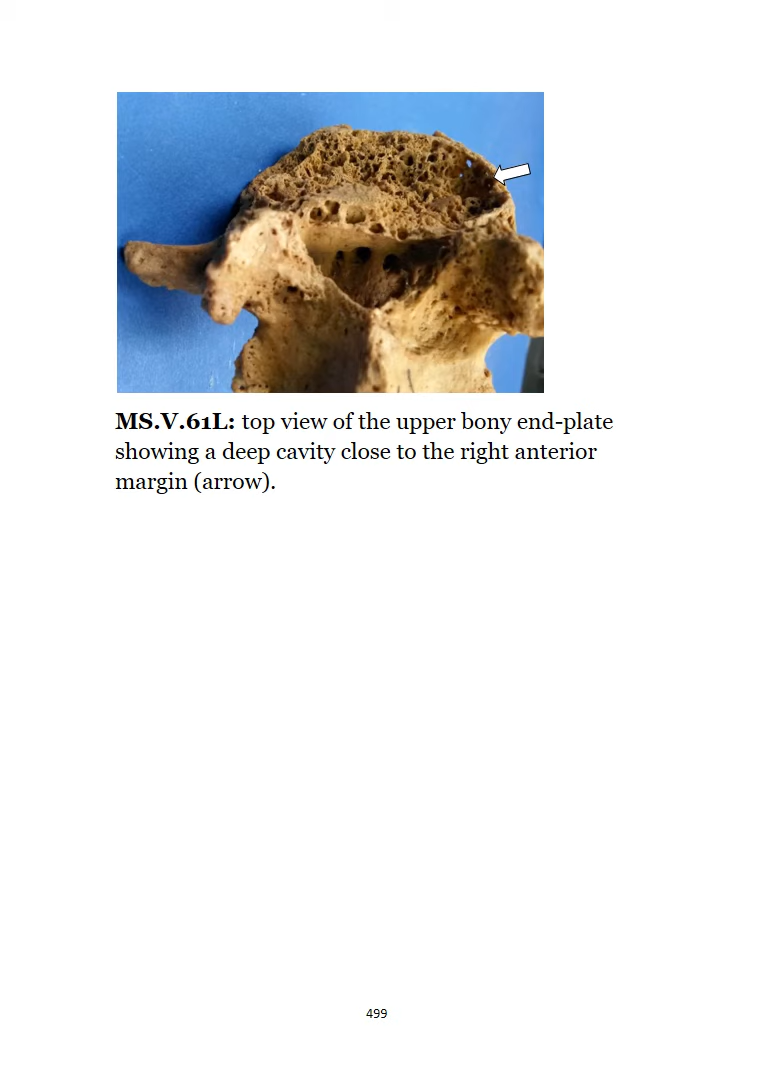 MS.V.61L: top view of the upper bony end-plate
showing a deep cavity close to the right anterior
margin (arrow).
499